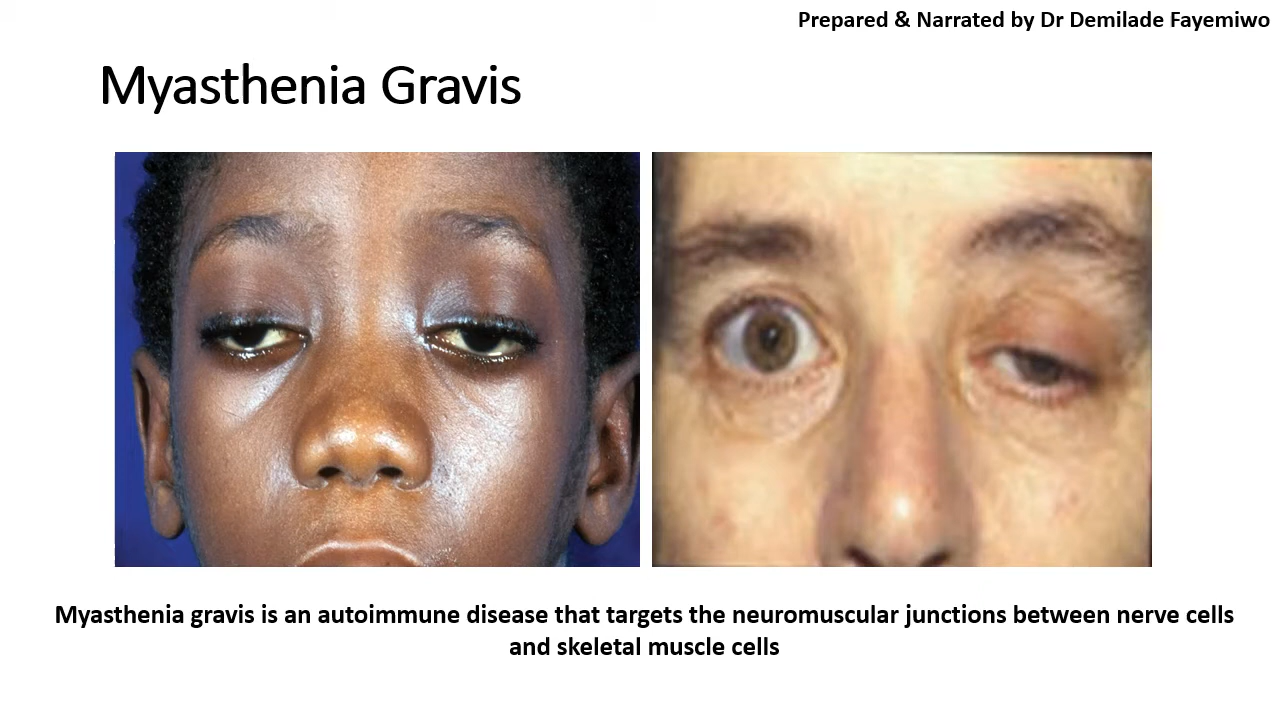 Prepared & Narrated by Dr Demilade Fayemiwo
Myasthenia Gravis
Myasthenia gravis is an autoimmune disease that targets the neuromuscular junctions between nerve cells
and skeletal muscle cells